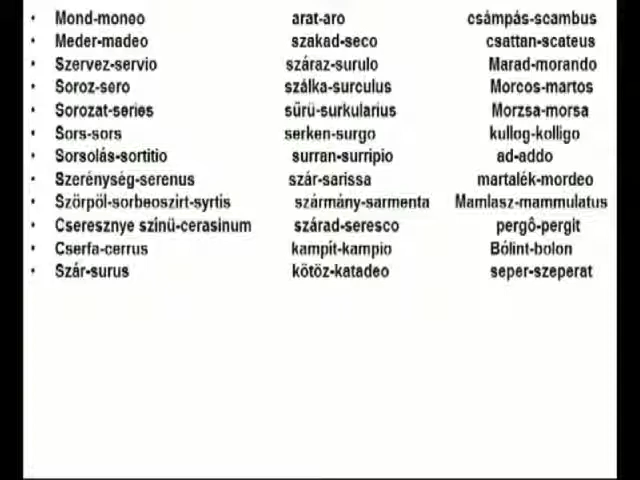 • Mond-moneo arat-aro csámpás-scambus
• Meder-madeo szakad-seco csattan-scateus
• Szervez-servio száraz-surulo Marad-morando
• Soroz-sero szálka-surculus Morcos-martos
• Sorozat-series sűrű-surkularius Morzsa-morsa
• Sors-sors serken-surgo kullog-kolligo
• Sorsolás-sortitio surran-surripio ad-addo
• Szerénység-serenus szár-sarissa martalék-mordeo
• Szörpöl-sorbeoszirt-syrtis szármány-sarmenta Mamlasz-mammulatus
• Cseresznye színü-cerasinum szárad-seresco pergô-pergit
• Cserfa-cerrus kampít-kampio Bólint-bolon
• Szár-surus kötöz-katadeo seper-szeperat